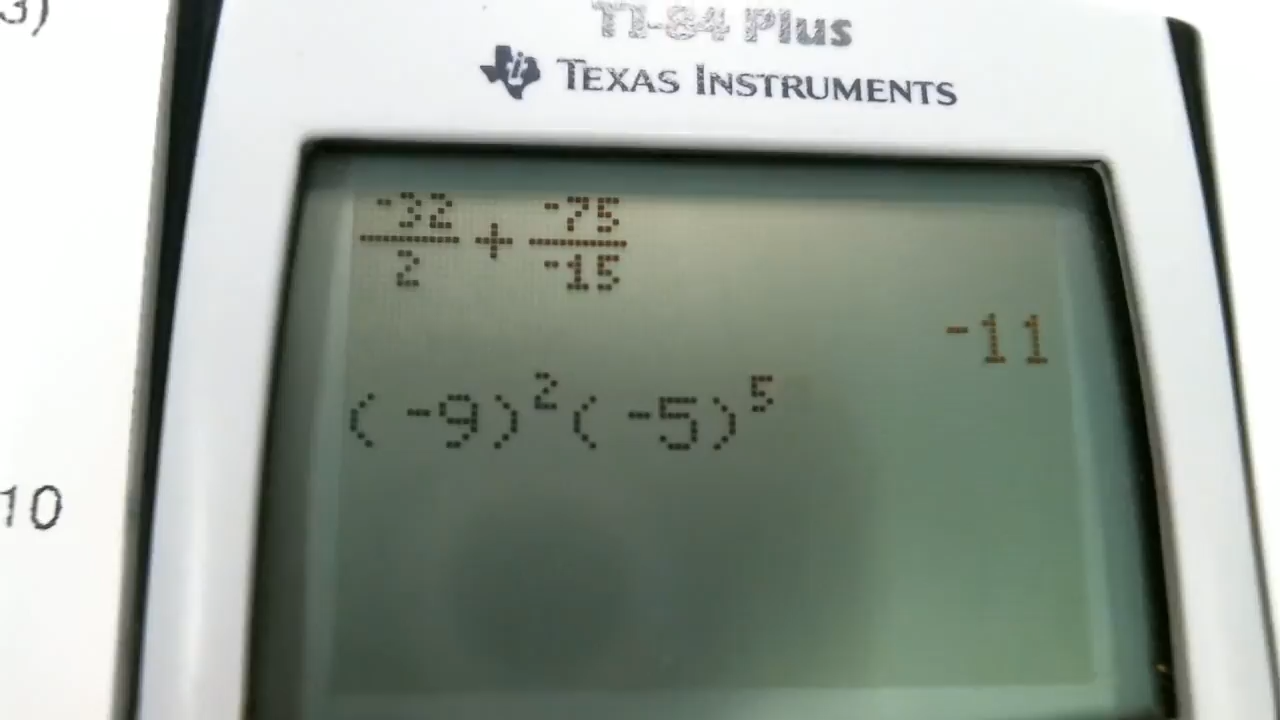 3)
TI-84 Plus
TEXAS INSTRUMENTS
-32/2 + -75/-15
-11
(-9)²(-5)⁵
10